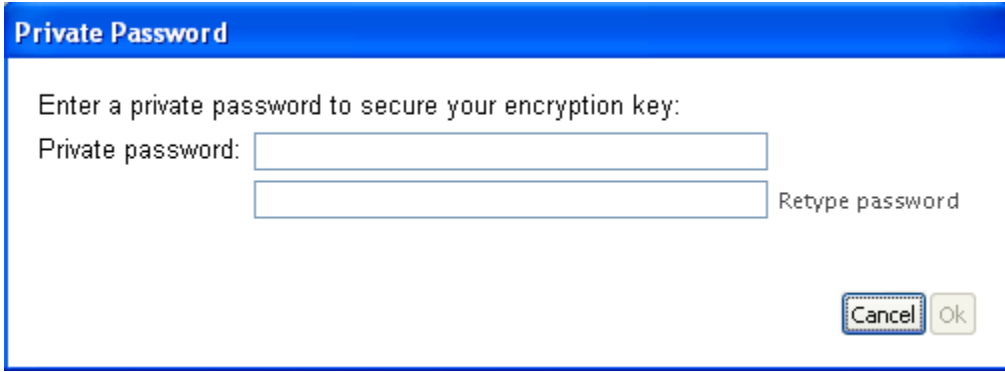 Private Password
Enter a private password to secure your encryption key:
Private password:
Retype password
Cancel Ok